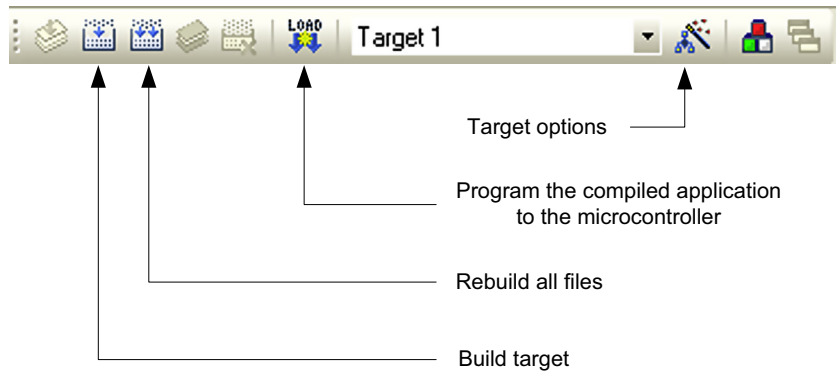 LOAD
Target 1
Target options
Program the compiled application
to the microcontroller
Rebuild all files
Build target